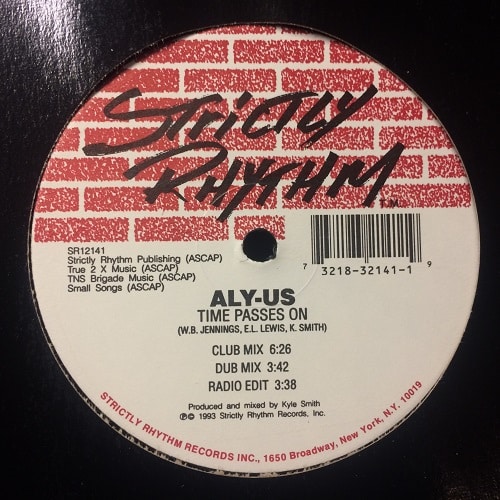 STRICTLY
RHYTHM
T.M.
SR12141
Strictly Rhythm Publishing (ASCAP)
True 2 X Music (ASCAP)
TNS Brigade Music (ASCAP)
Small Songs (ASCAP)
7 3218-32141-1 9
ALY-US
TIME PASSES ON
(W.B. JENNINGS, E.L. LEWIS, K. SMITH)
CLUB MIX 6:26
DUB MIX 3:42
RADIO EDIT 3:38
Produced and mixed by Kyle Smith
℗ © 1993 Strictly Rhythm Records, Inc.
STRICTLY RHYTHM RECORDS INC., 1650 Broadway, New York, N.Y. 10019